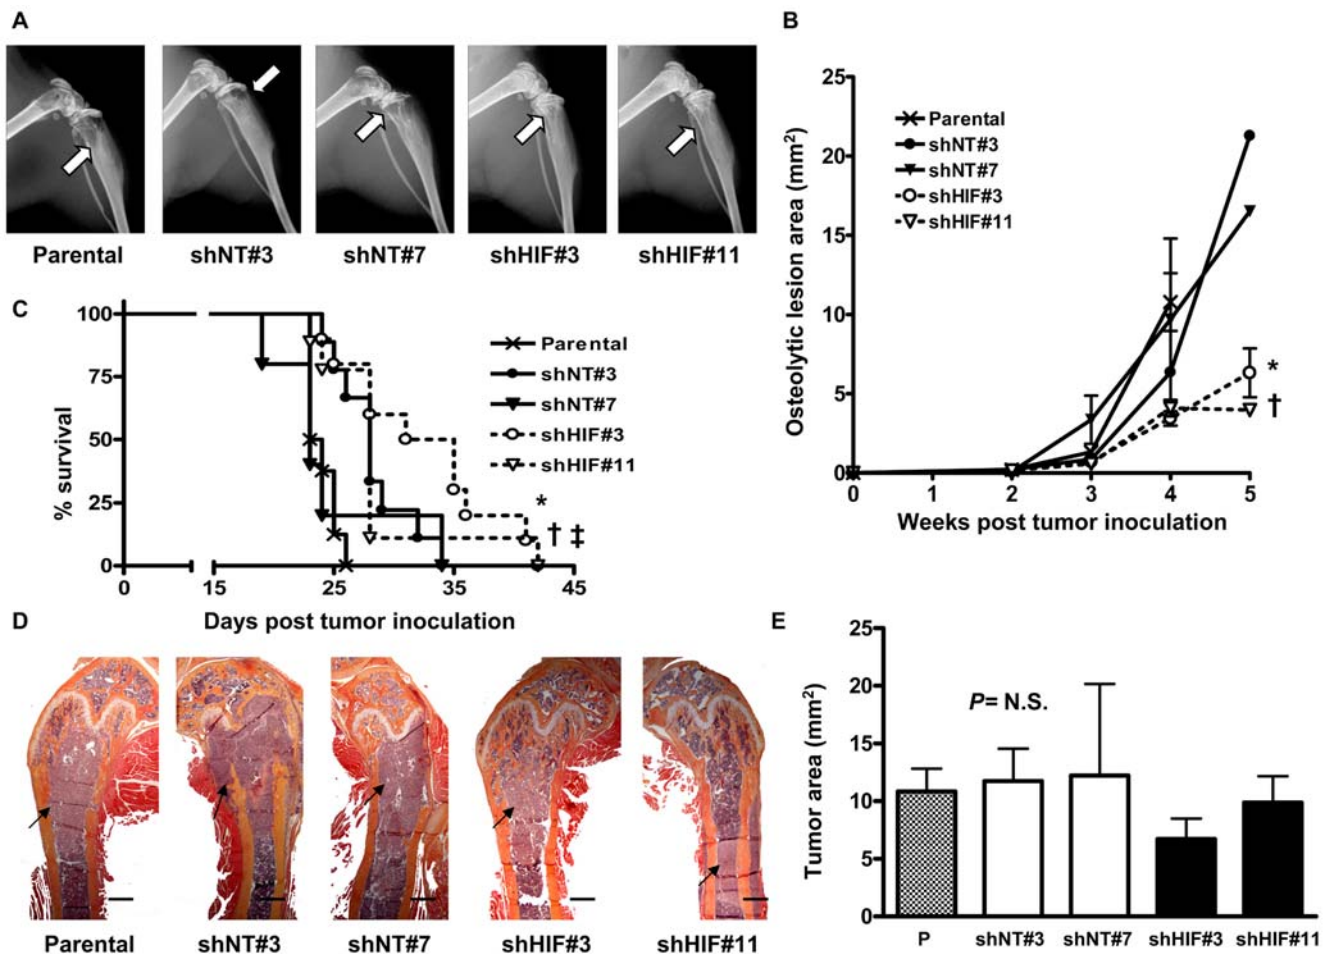 A
Parental
shNT#3
shNT#7
shHIF#3
shHIF#11
B
25
20
15
10
5
0
Osteolytic lesion area (mm²)
Parental
shNT#3
shNT#7
shHIF#3
shHIF#11
*
†
0 1 2 3 4 5
Weeks post tumor inoculation
C
100
75
50
25
0
% survival
Parental
shNT#3
shNT#7
shHIF#3
shHIF#11
*
† ‡
0 15 25 35 45
Days post tumor inoculation
D
Parental
shNT#3
shNT#7
shHIF#3
shHIF#11
E
25
20
15
10
5
0
Tumor area (mm²)
P= N.S.
P shNT#3 shNT#7 shHIF#3 shHIF#11